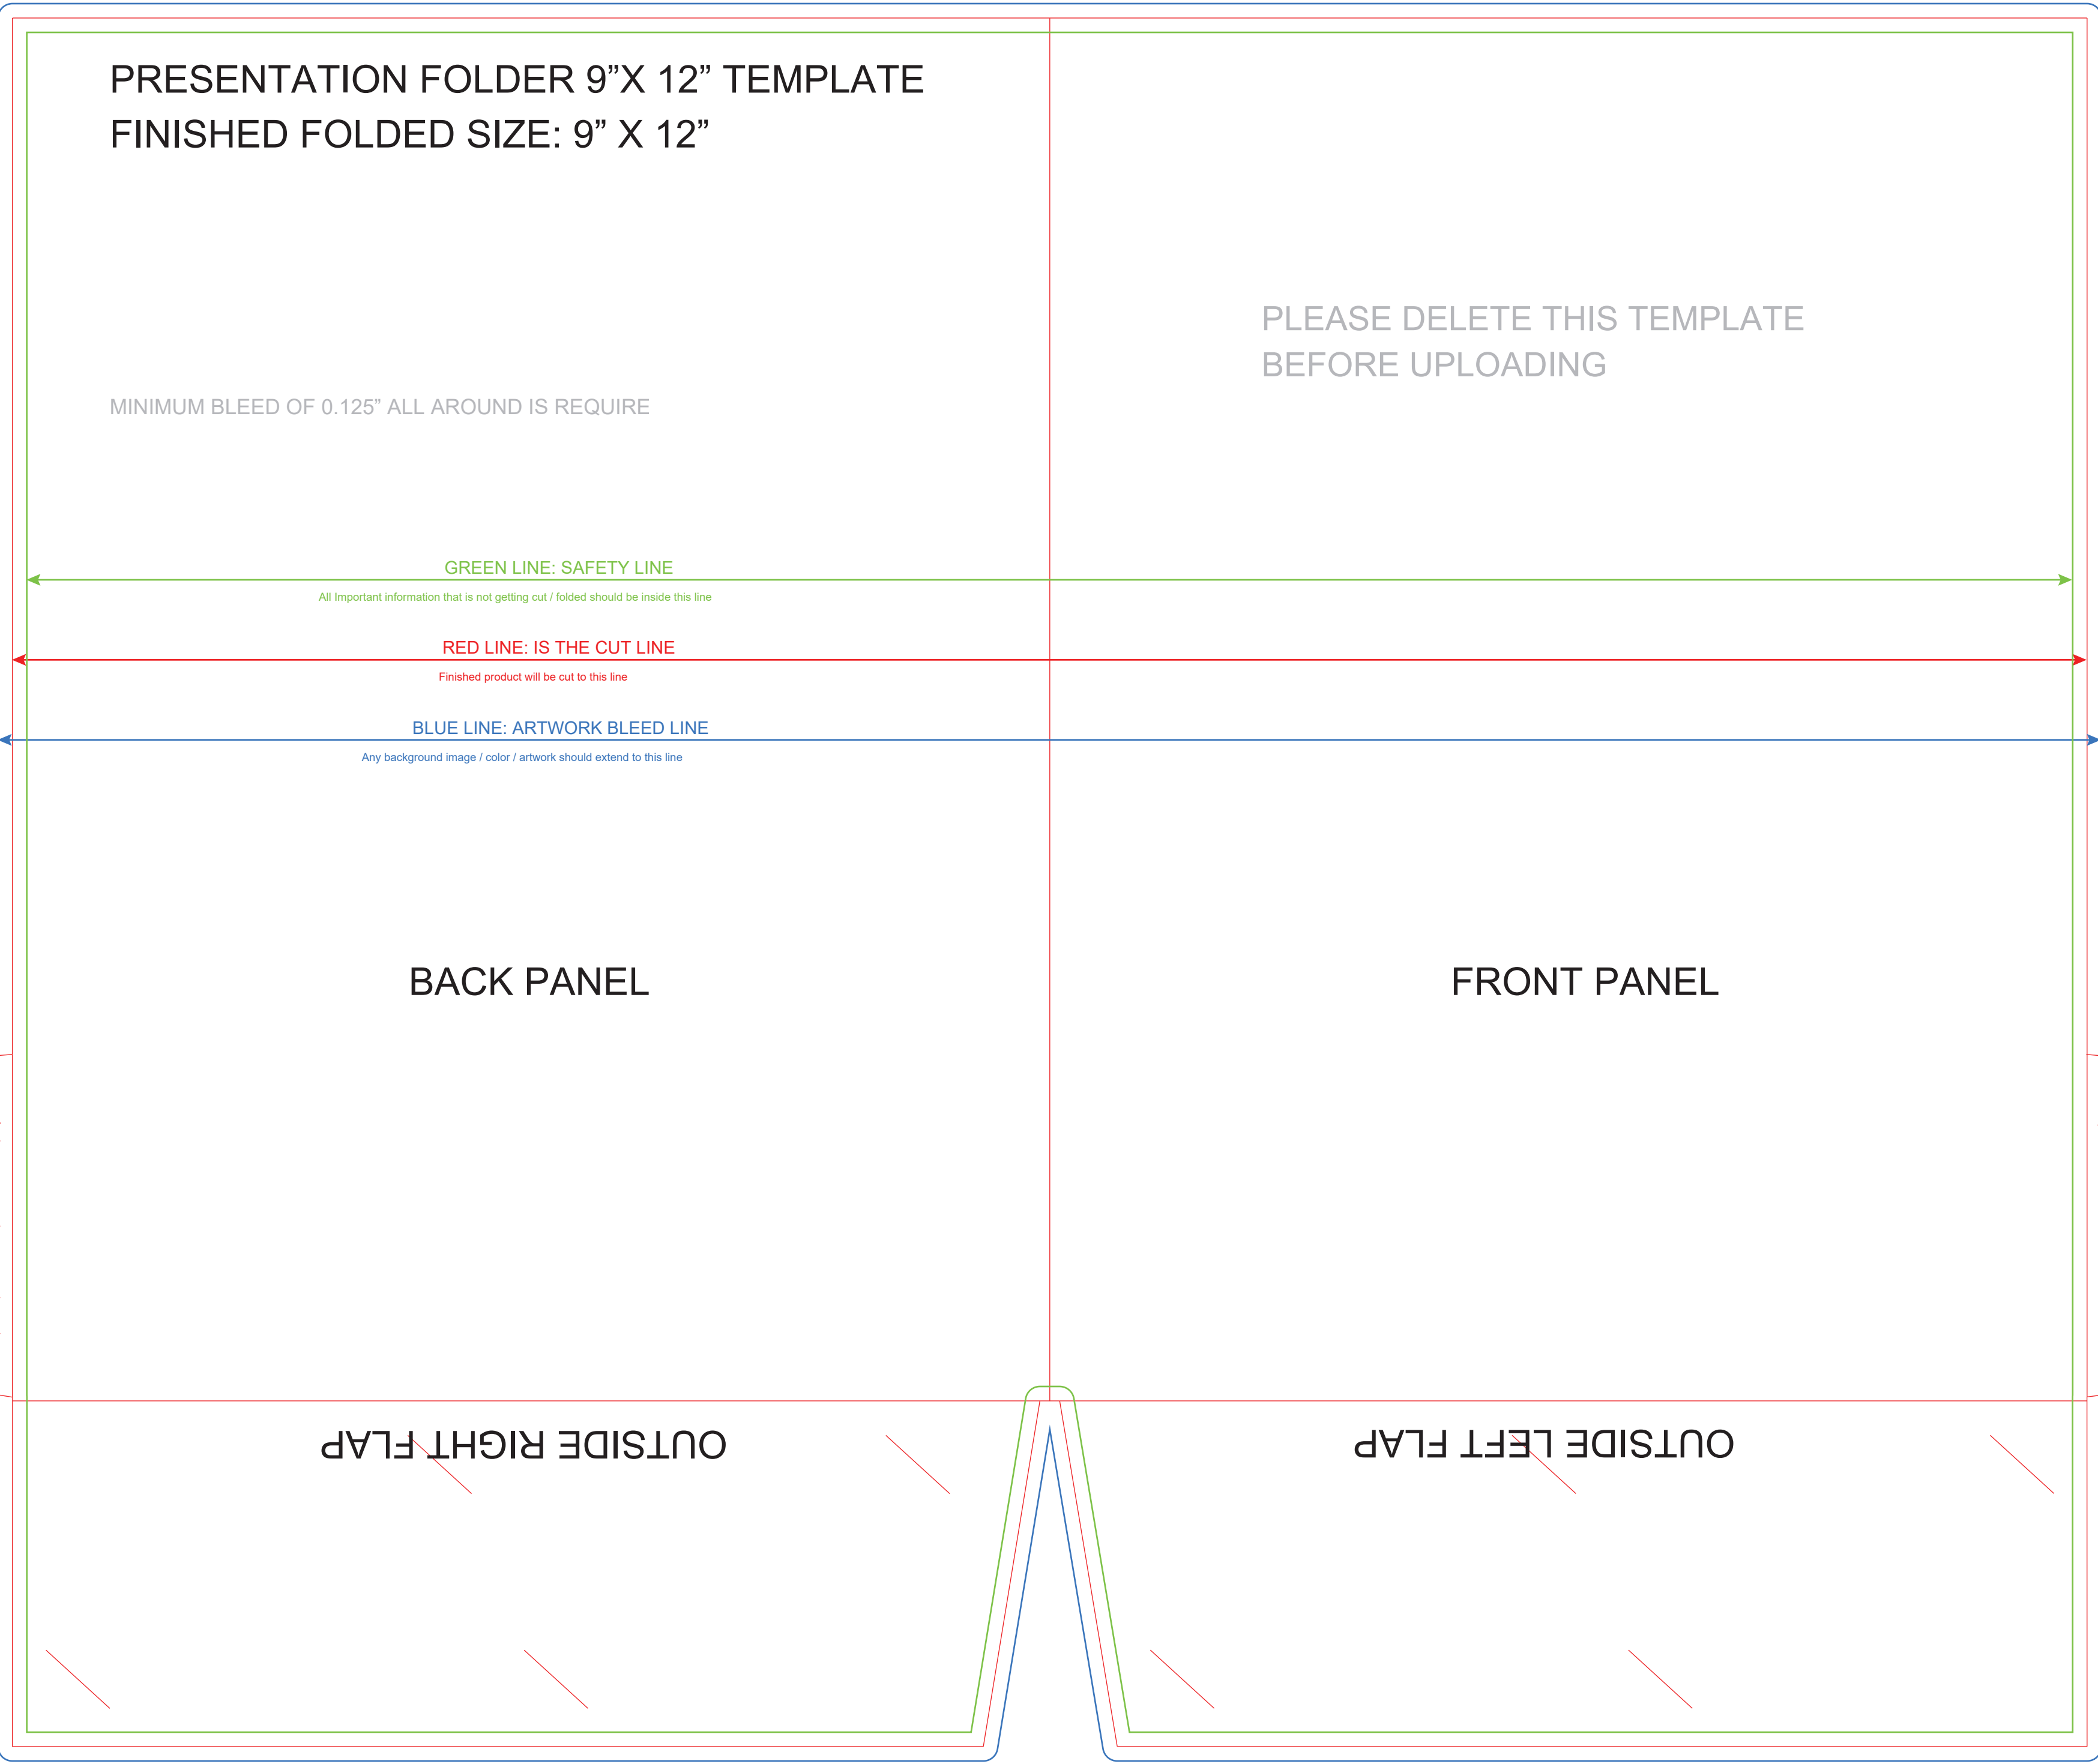 PRESENTATION FOLDER 9”X 12” TEMPLATE
FINISHED FOLDED SIZE: 9” X 12”
PLEASE DELETE THIS TEMPLATE
BEFORE UPLOADING
MINIMUM BLEED OF 0.125” ALL AROUND IS REQUIRE
GREEN LINE: SAFETY LINE
All Important information that is not getting cut / folded should be inside this line
RED LINE: IS THE CUT LINE
Finished product will be cut to this line
BLUE LINE: ARTWORK BLEED LINE
Any background image / color / artwork should extend to this line
BACK PANEL
FRONT PANEL
OUTSIDE RIGHT FLAP
OUTSIDE LEFT FLAP